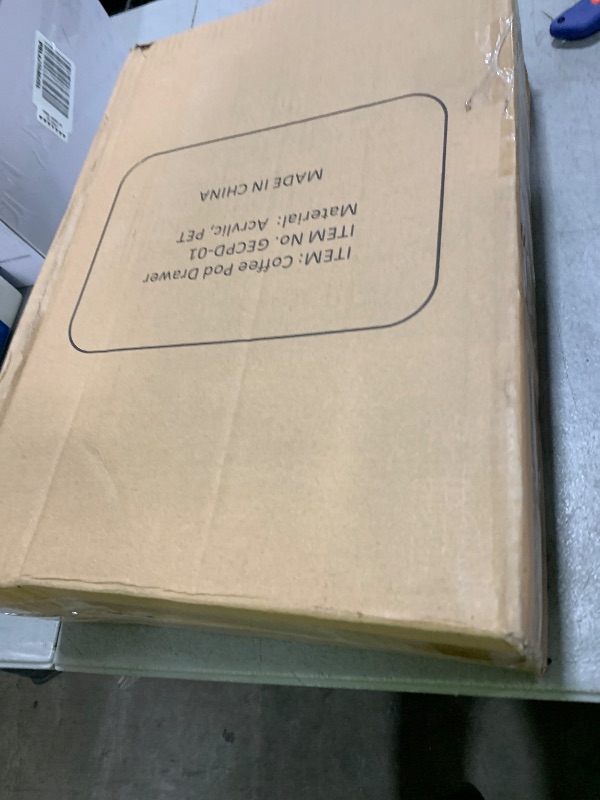 ITEM: Coffee Pod Drawer
ITEM No. GECPD-01
Material: Acrylic, PET
MADE IN CHINA